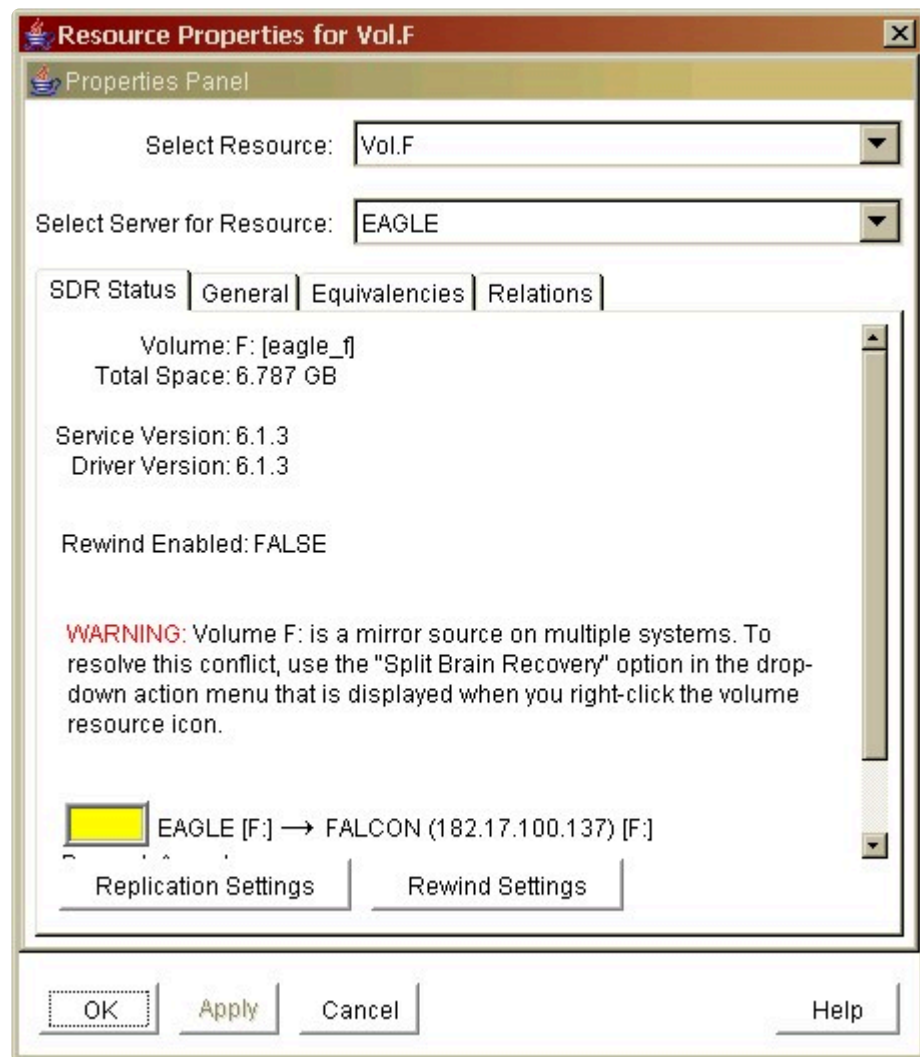 Resource Properties for Vol.F
Properties Panel
Select Resource: Vol.F
Select Server for Resource: EAGLE
SDR Status General Equivalencies Relations
Volume: F: [eagle_f]
Total Space: 6.787 GB
Service Version: 6.1.3
Driver Version: 6.1.3
Rewind Enabled: FALSE
WARNING: Volume F: is a mirror source on multiple systems. To
resolve this conflict, use the "Split Brain Recovery" option in the drop-
down action menu that is displayed when you right-click the volume
resource icon.
EAGLE [F:] → FALCON (182.17.100.137) [F:]
Replication Settings Rewind Settings
OK Apply Cancel Help